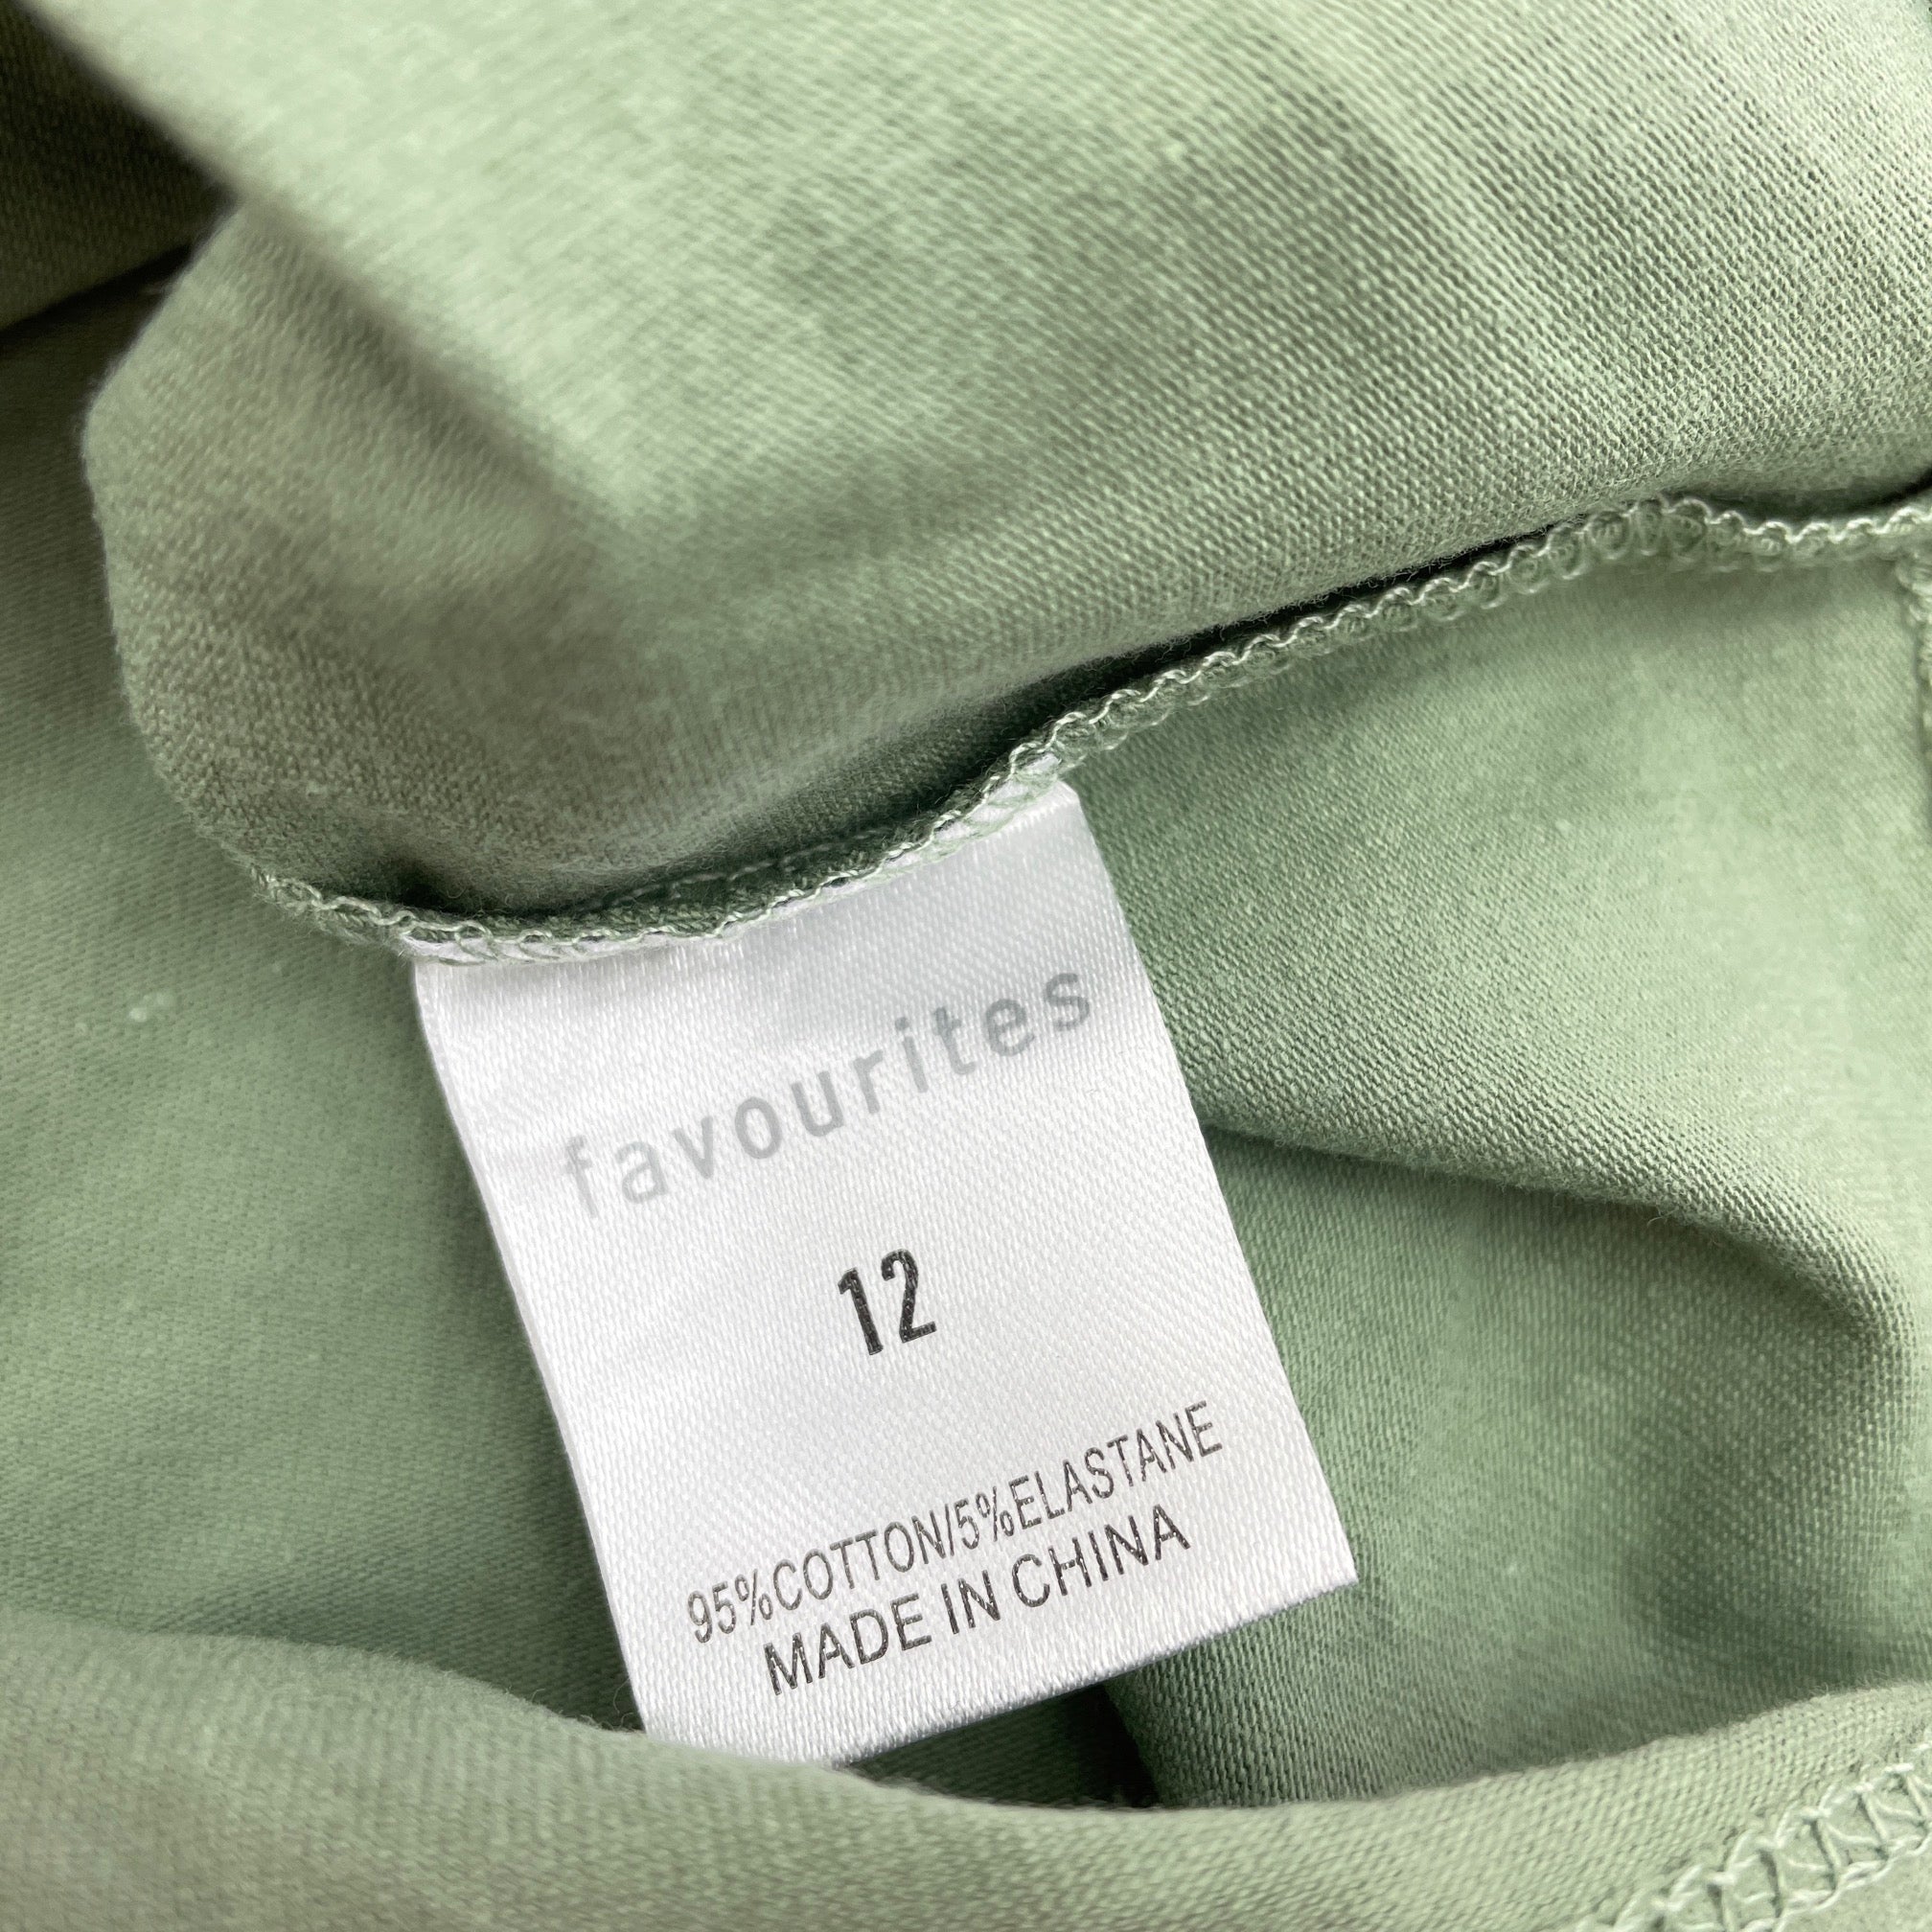 favourites
12
95%COTTON/5%ELASTANE
MADE IN CHINA